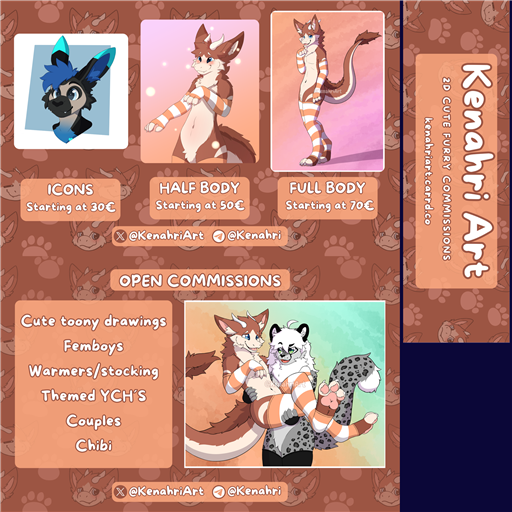 ICONS
Starting at 30€
HALF BODY
Starting at 50€
FULL BODY
Starting at 70€
@KenahriArt @Kenahri
OPEN COMMISSIONS
Cute toony drawings
Femboys
Warmers/stocking
Themed YCH'S
Couples
Chibi
@KenahriArt @Kenahri
Kenahri Art
2D CUTE FURRY COMMISSIONS
kenahriart.carrd.co